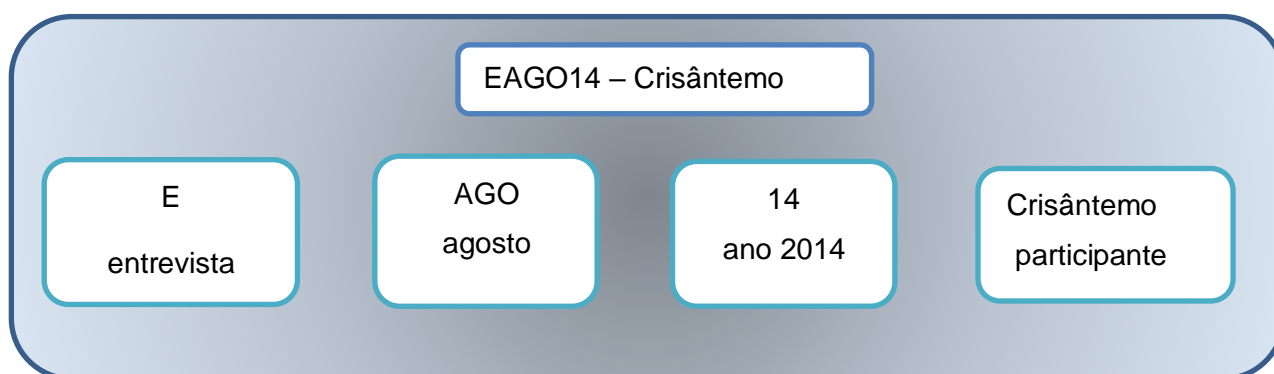 EAGO14 – Crisântemo
E
entrevista
AGO
agosto
14
ano 2014
Crisântemo
participante